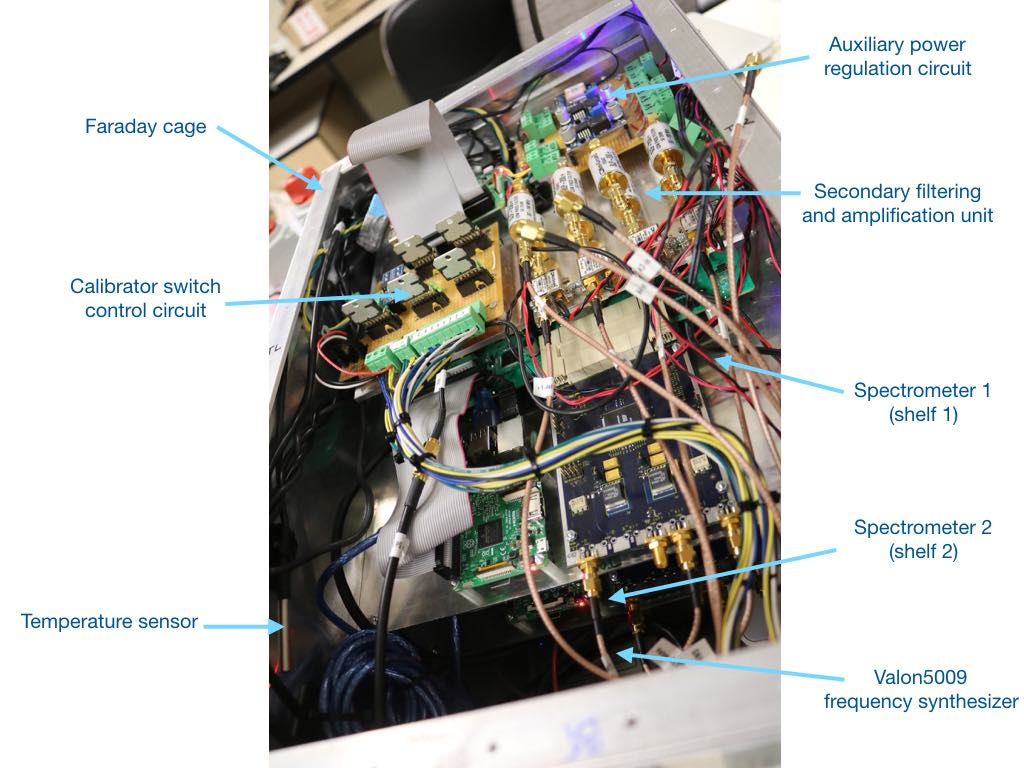 Auxiliary power
regulation circuit
Faraday cage
Secondary filtering
and amplification unit
Calibrator switch
control circuit
Spectrometer 1
(shelf 1)
Spectrometer 2
(shelf 2)
Temperature sensor
Valon5009
frequency synthesizer